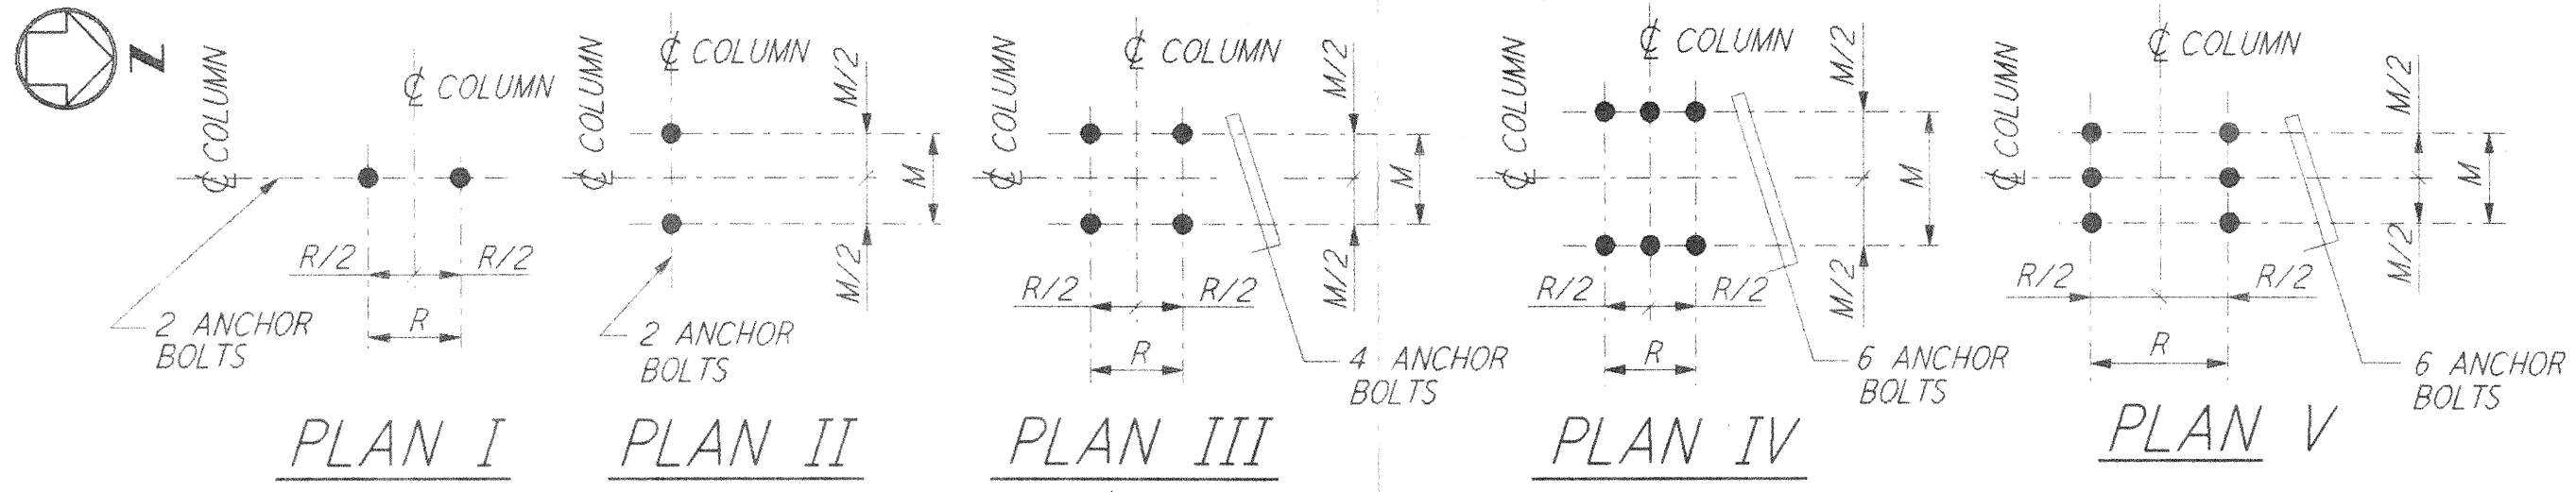 N
℄ COLUMN
℄ COLUMN
R/2 R/2
R
2 ANCHOR
BOLTS
PLAN I
℄ COLUMN
℄ COLUMN
M/2
M
M/2
2 ANCHOR
BOLTS
PLAN II
℄ COLUMN
℄ COLUMN
M/2
M
M/2
R/2 R/2
R
4 ANCHOR
BOLTS
PLAN III
℄ COLUMN
℄ COLUMN
M/2
M
M/2
R/2 R/2
R
6 ANCHOR
BOLTS
PLAN IV
℄ COLUMN
℄ COLUMN
M/2
M
M/2
R/2 R/2
R
6 ANCHOR
BOLTS
PLAN V